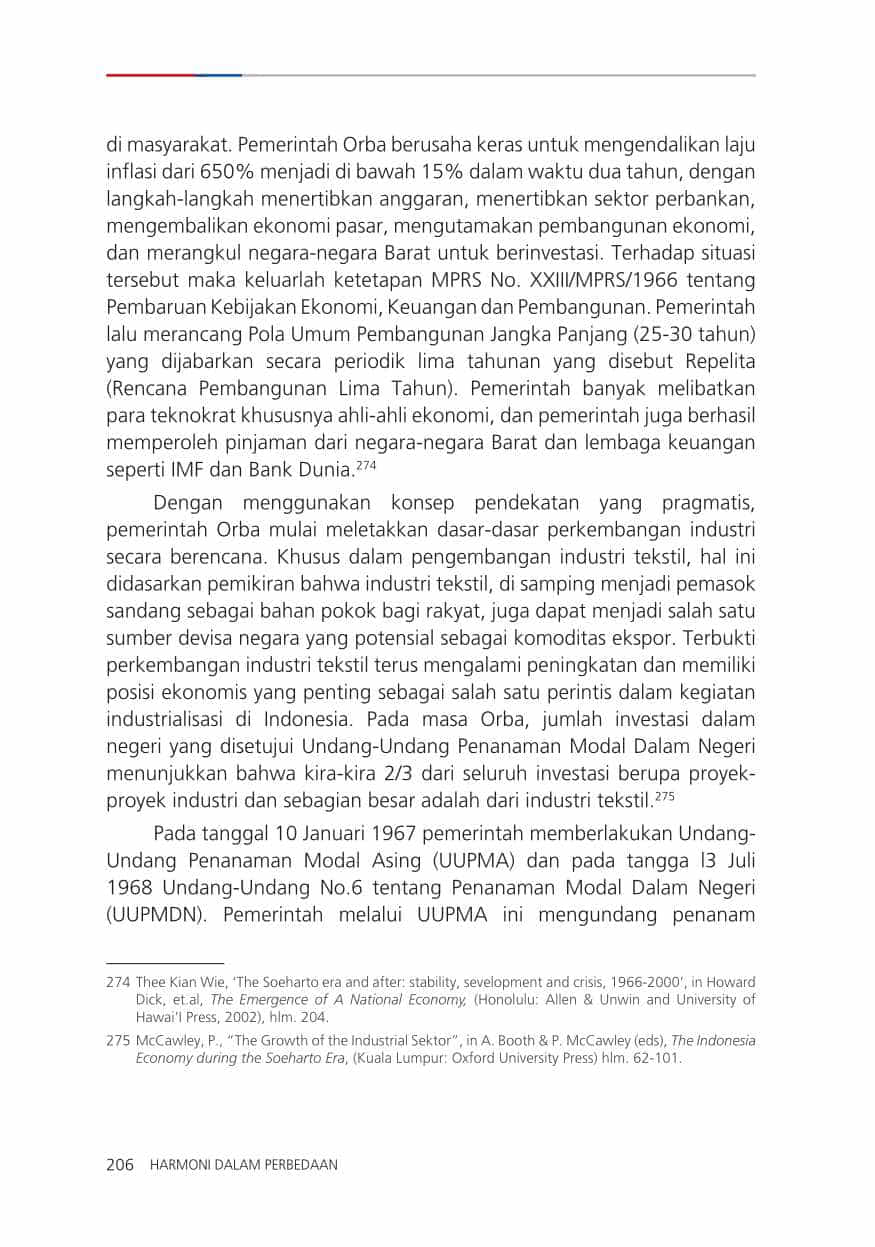 di masyarakat. Pemerintah Orba berusaha keras untuk mengendalikan laju
inflasi dari 650% menjadi di bawah 15% dalam waktu dua tahun, dengan
langkah-langkah menertibkan anggaran, menertibkan sektor perbankan,
mengembalikan ekonomi pasar, mengutamakan pembangunan ekonomi,
dan merangkul negara-negara Barat untuk berinvestasi. Terhadap situasi
tersebut maka keluarlah ketetapan MPRS No. XXIII/MPRS/1966 tentang
Pembaruan Kebijakan Ekonomi, Keuangan dan Pembangunan. Pemerintah
lalu merancang Pola Umum Pembangunan Jangka Panjang (25-30 tahun)
yang dijabarkan secara periodik lima tahunan yang disebut Repelita
(Rencana Pembangunan Lima Tahun). Pemerintah banyak melibatkan
para teknokrat khususnya ahli-ahli ekonomi, dan pemerintah juga berhasil
memperoleh pinjaman dari negara-negara Barat dan lembaga keuangan
seperti IMF dan Bank Dunia.274
Dengan menggunakan konsep pendekatan yang pragmatis,
pemerintah Orba mulai meletakkan dasar-dasar perkembangan industri
secara berencana. Khusus dalam pengembangan industri tekstil, hal ini
didasarkan pemikiran bahwa industri tekstil, di samping menjadi pemasok
sandang sebagai bahan pokok bagi rakyat, juga dapat menjadi salah satu
sumber devisa negara yang potensial sebagai komoditas ekspor. Terbukti
perkembangan industri tekstil terus mengalami peningkatan dan memiliki
posisi ekonomis yang penting sebagai salah satu perintis dalam kegiatan
industrialisasi di Indonesia. Pada masa Orba, jumlah investasi dalam
negeri yang disetujui Undang-Undang Penanaman Modal Dalam Negeri
menunjukkan bahwa kira-kira 2/3 dari seluruh investasi berupa proyek-
proyek industri dan sebagian besar adalah dari industri tekstil.275
Pada tanggal 10 Januari 1967 pemerintah memberlakukan Undang-
Undang Penanaman Modal Asing (UUPMA) dan pada tangga l3 Juli
1968 Undang-Undang No.6 tentang Penanaman Modal Dalam Negeri
(UUPMDN). Pemerintah melalui UUPMA ini mengundang penanam
274 Thee Kian Wie, ‘The Soeharto era and after: stability, sevelopment and crisis, 1966-2000’, in Howard
Dick, et.al, The Emergence of A National Economy, (Honolulu: Allen & Unwin and University of
Hawai’I Press, 2002), hlm. 204.
275 McCawley, P., “The Growth of the Industrial Sektor”, in A. Booth & P. McCawley (eds), The Indonesia
Economy during the Soeharto Era, (Kuala Lumpur: Oxford University Press) hlm. 62-101.
206 HARMONI DALAM PERBEDAAN